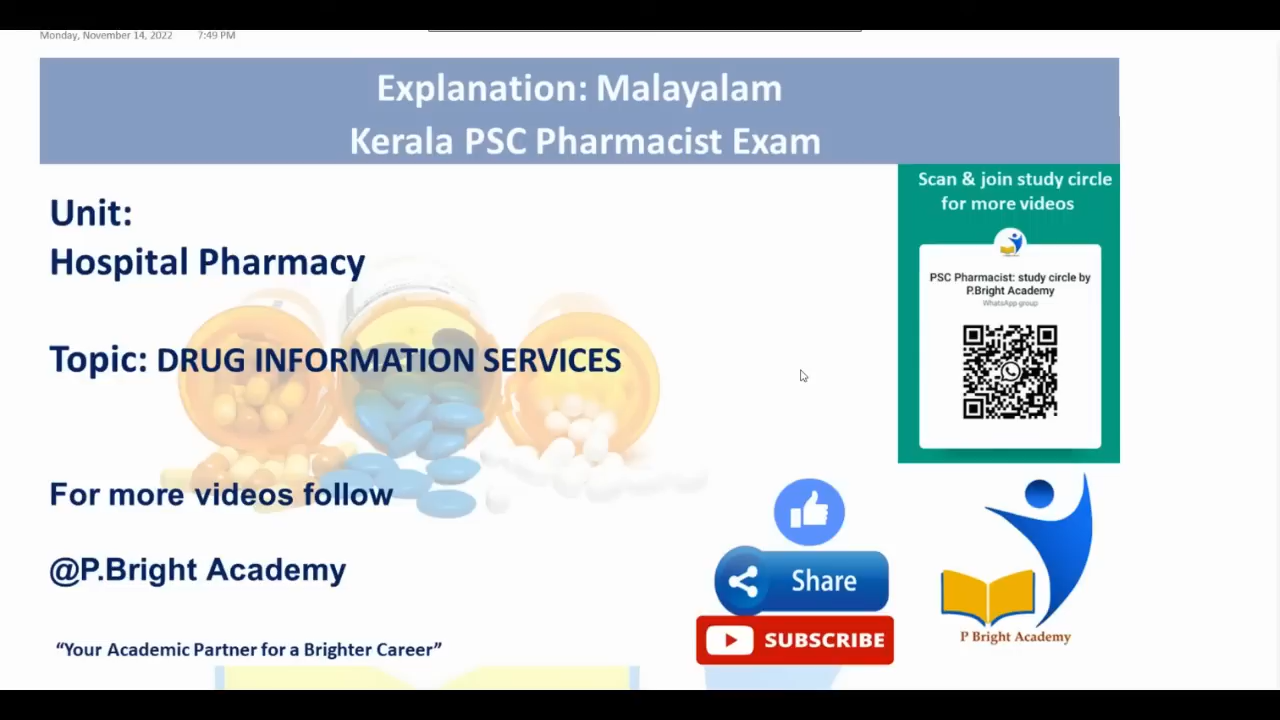 Monday, November 14, 2022 7:49 PM
Explanation: Malayalam
Kerala PSC Pharmacist Exam
Scan & join study circle
for more videos
PSC Pharmacist: study circle by
P.Bright Academy
WhatsApp group
Unit:
Hospital Pharmacy
Topic: DRUG INFORMATION SERVICES
For more videos follow
@P.Bright Academy
“Your Academic Partner for a Brighter Career”
Share
SUBSCRIBE
P Bright Academy